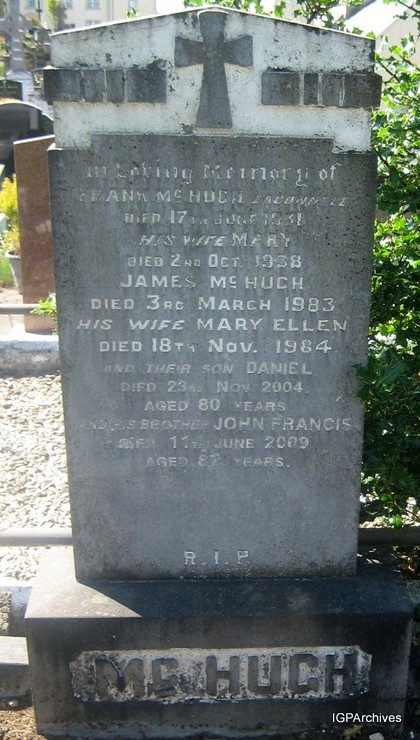 In Loving Memory of
FRANK McHUGH
DIED 17TH JUNE 1931
HIS WIFE MARY
DIED 2ND OCT. 1938
JAMES McHUGH
DIED 3RD MARCH 1983
HIS WIFE MARY ELLEN
DIED 18TH NOV. 1984
AND THEIR SON DANIEL
DIED 23RD NOV 2004.
AGED 80 YEARS
AND HIS BROTHER JOHN FRANCIS
DIED 11TH JUNE 2009
AGED 87 YEARS.
R.I.P.
McHUGH
IGPArchives